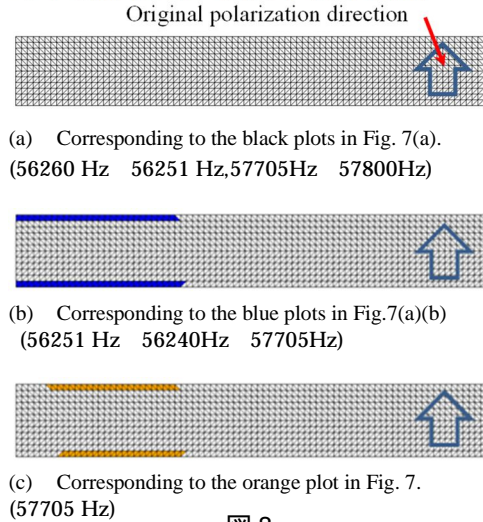 Original polarization direction
(a) Corresponding to the black plots in Fig. 7(a).
(56260 Hz 56251 Hz,57705Hz 57800Hz)
(b) Corresponding to the blue plots in Fig.7(a)(b)
(56251 Hz 56240Hz 57705Hz)
(c) Corresponding to the orange plot in Fig. 7.
(57705 Hz)